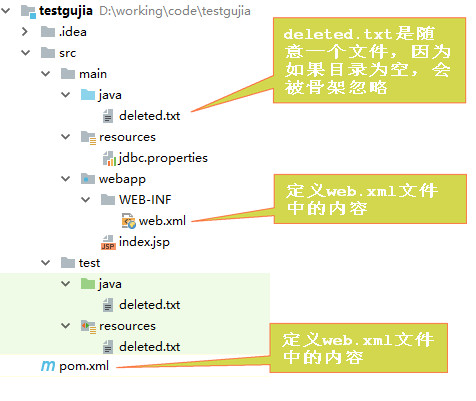 testgujia D:\working\code\testgujia
.idea
src
main
java
deleted.txt
resources
jdbc.properties
webapp
WEB-INF
web.xml
index.jsp
test
java
deleted.txt
resources
deleted.txt
pom.xml
deleted.txt是随
意一个文件，因为
如果目录为空，会
被骨架忽略
定义web.xml文件
中的内容
定义web.xml文件
中的内容